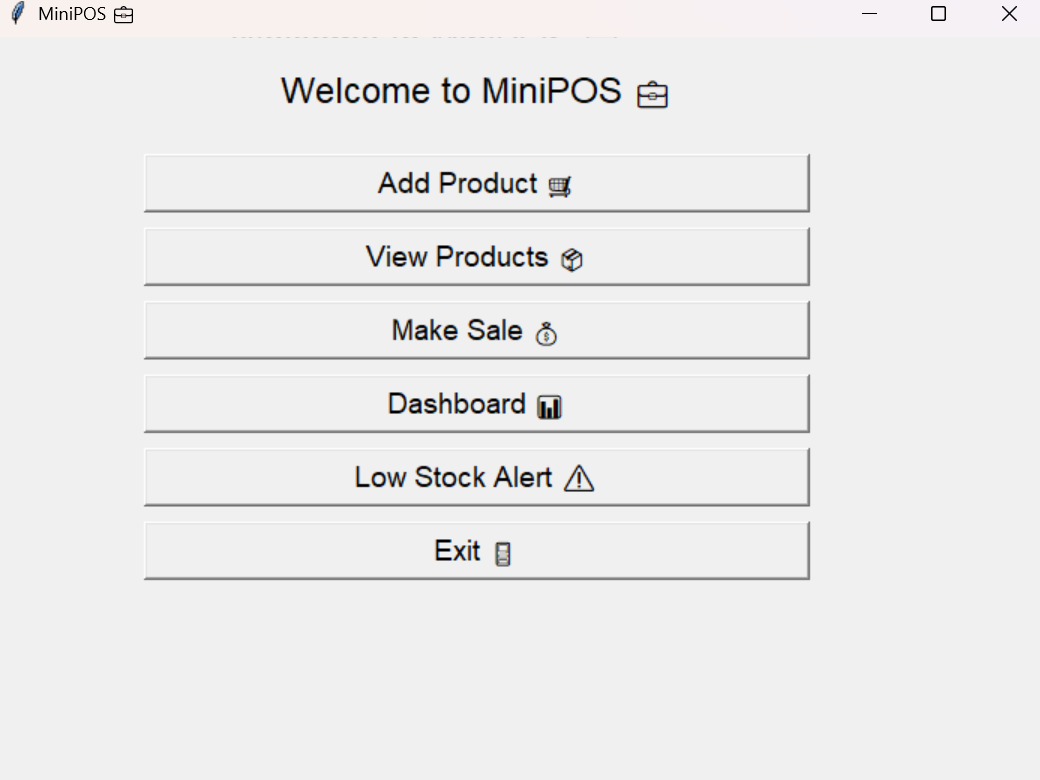 MiniPOS 💼
Welcome to MiniPOS 💼
Add Product 🛒
View Products 📦
Make Sale 💰
Dashboard 📊
Low Stock Alert ⚠
Exit 🚪